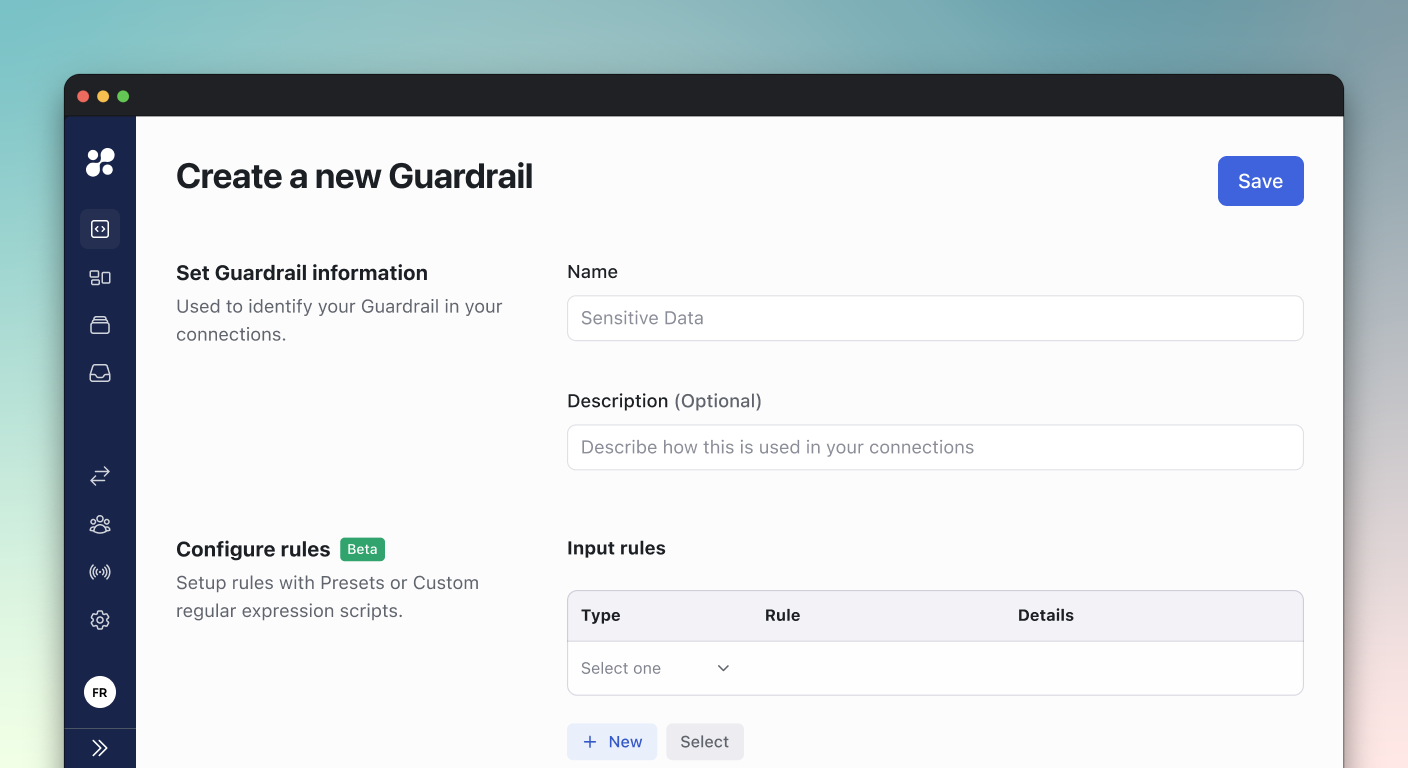 Create a new Guardrail
Save
Set Guardrail information
Used to identify your Guardrail in your
connections.
Name
Sensitive Data
Description (Optional)
Describe how this is used in your connections
Configure rules Beta
Setup rules with Presets or Custom
regular expression scripts.
Input rules
Type Rule Details
Select one
+ New Select
FR